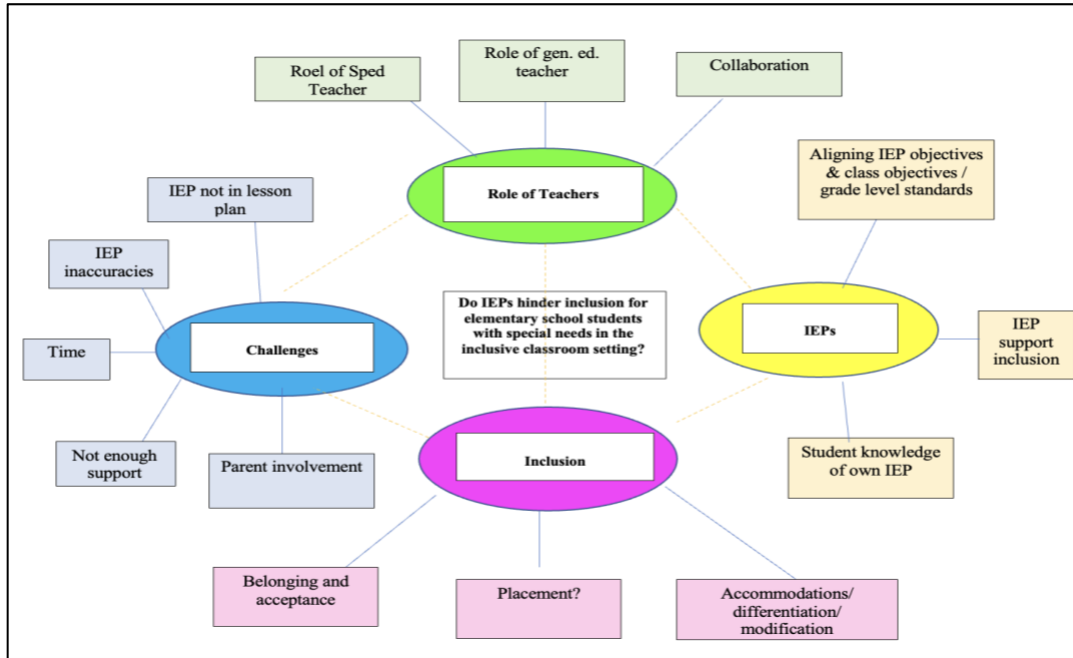 Roel of Sped
Teacher
Role of gen. ed.
teacher
Collaboration
Role of Teachers
Aligning IEP objectives
& class objectives /
grade level standards
IEP not in lesson
plan
IEP
inaccuracies
Time
Challenges
Not enough
support
Parent involvement
Do IEPs hinder inclusion for
elementary school students
with special needs in the
inclusive classroom setting?
IEPs
IEP
support
inclusion
Student knowledge
of own IEP
Inclusion
Belonging and
acceptance
Placement?
Accommodations/
differentiation/
modification